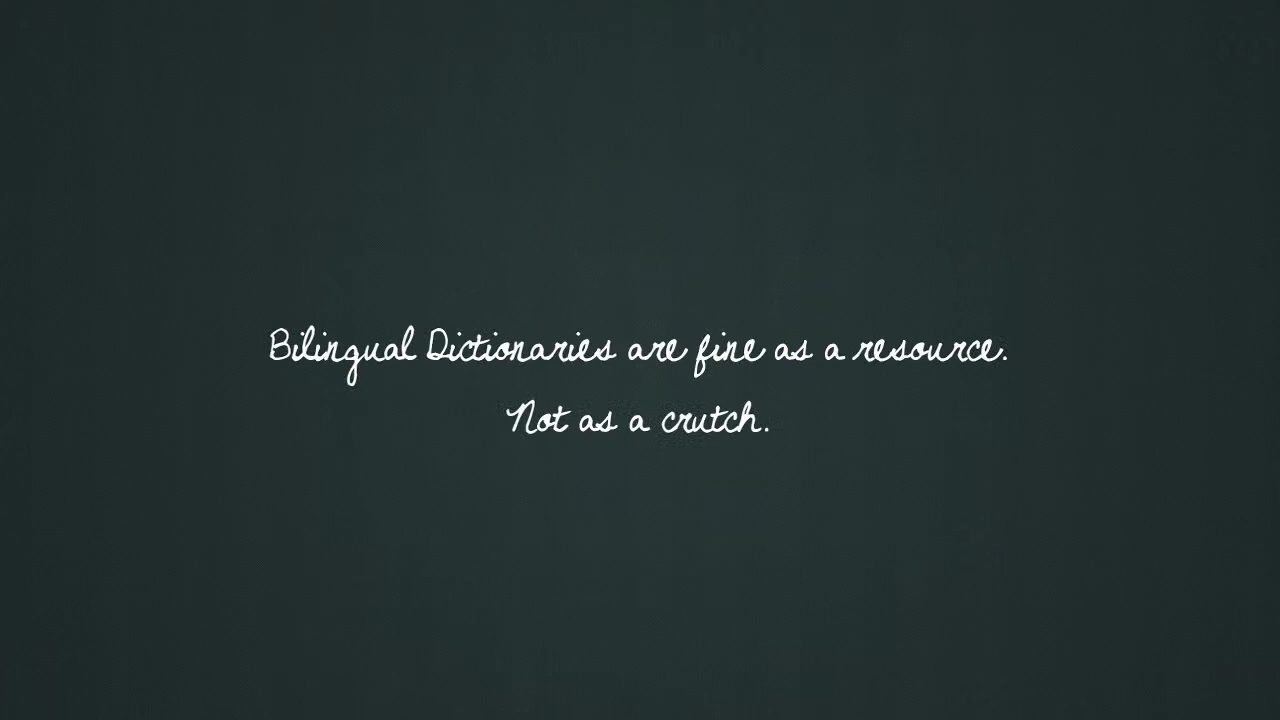 Bilingual Dictionaries are fine as a resource.
Not as a crutch.